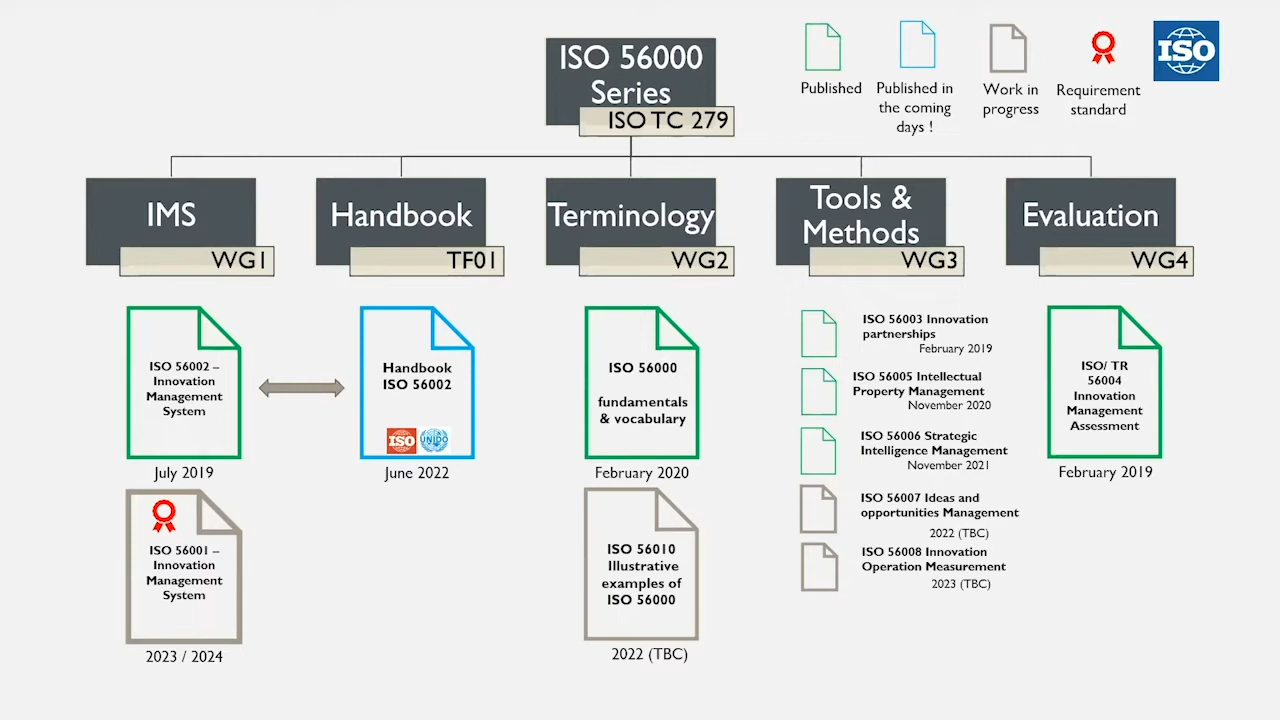 ISO 56000
Series
ISO TC 279
Published
Published in
the coming
days !
Work in
progress
Requirement
standard
ISO
IMS
WG1
Handbook
TF01
Terminology
WG2
Tools &
Methods
WG3
Evaluation
WG4
ISO 56002 –
Innovation
Management
System
July 2019
ISO 56001 –
Innovation
Management
System
2023 / 2024
Handbook
ISO 56002
ISO
UNIDO
June 2022
ISO 56000
fundamentals
& vocabulary
February 2020
ISO 56010
Illustrative
examples of
ISO 56000
2022 (TBC)
ISO 56003 Innovation
partnerships
February 2019
ISO 56005 Intellectual
Property Management
November 2020
ISO 56006 Strategic
Intelligence Management
November 2021
ISO 56007 Ideas and
opportunities Management
2022 (TBC)
ISO 56008 Innovation
Operation Measurement
2023 (TBC)
ISO/ TR
56004
Innovation
Management
Assessment
February 2019